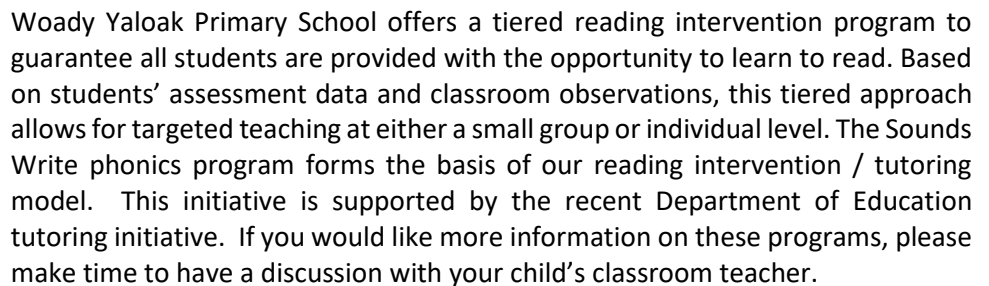 Woady Yaloak Primary School offers a tiered reading intervention program to
guarantee all students are provided with the opportunity to learn to read. Based
on students’ assessment data and classroom observations, this tiered approach
allows for targeted teaching at either a small group or individual level. The Sounds
Write phonics program forms the basis of our reading intervention / tutoring
model.  This initiative is supported by the recent Department of Education
tutoring initiative.  If you would like more information on these programs, please
make time to have a discussion with your child’s classroom teacher.